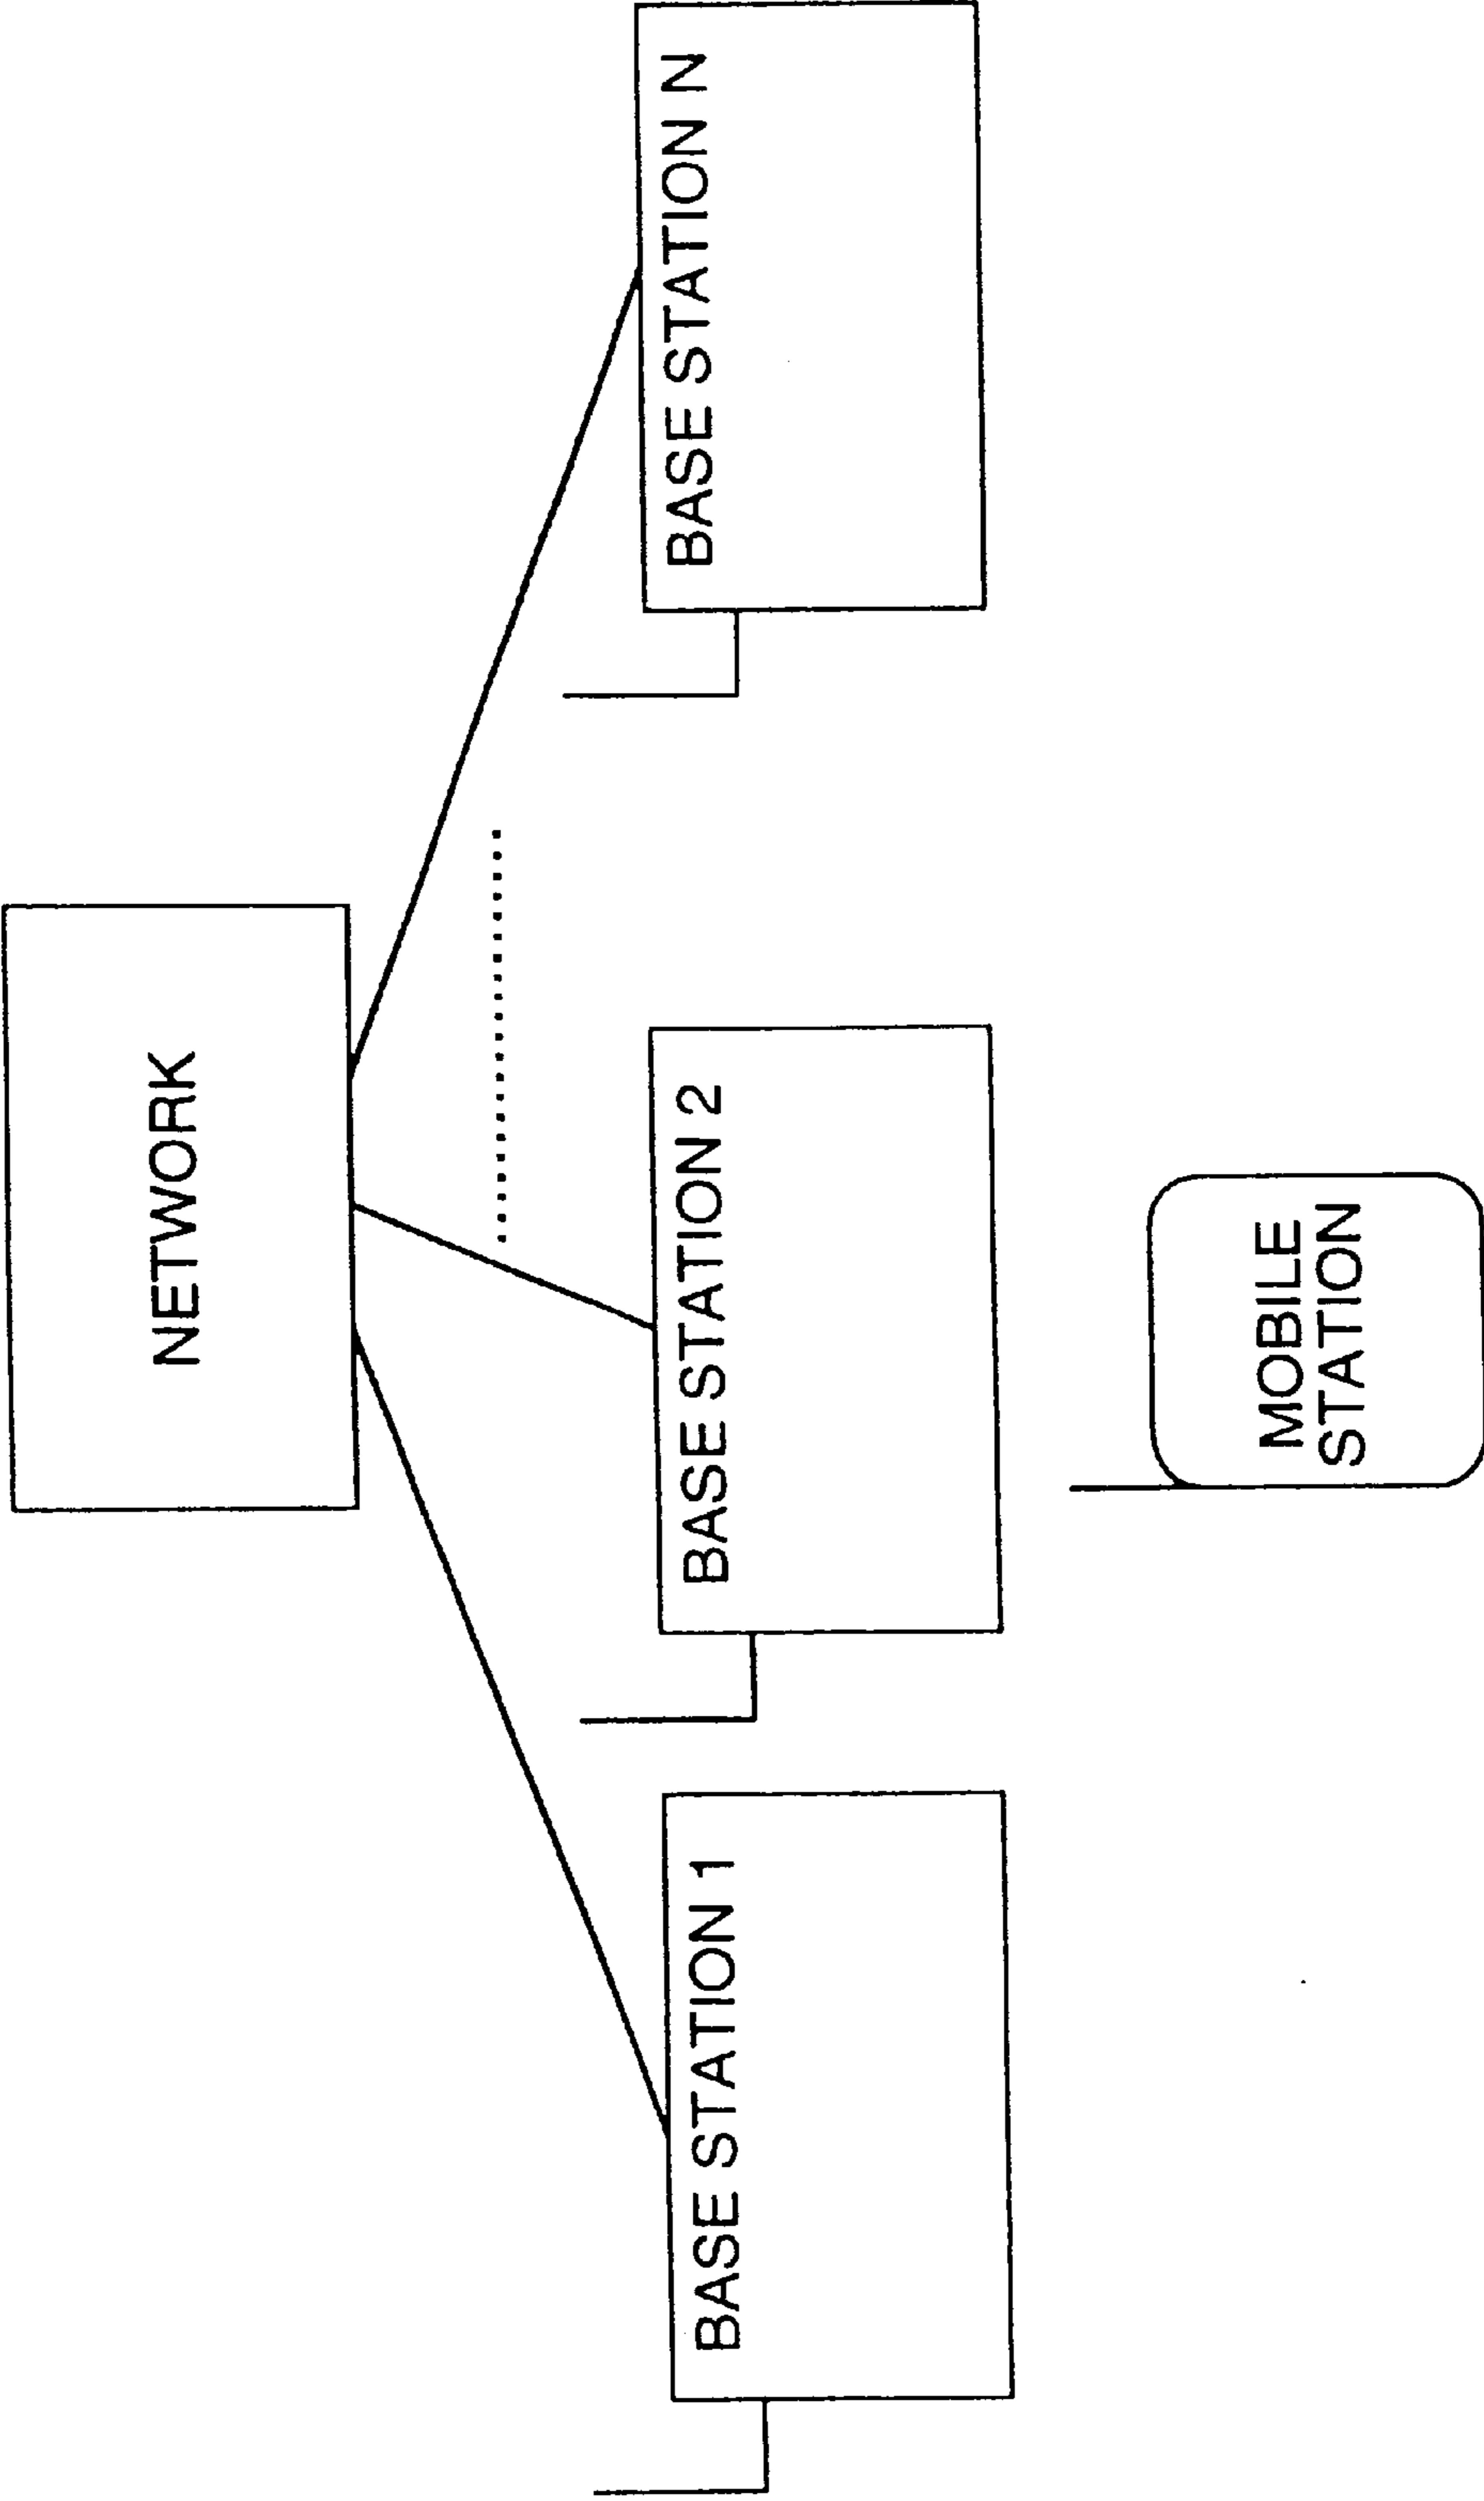 NETWORK
BASE STATION 1
BASE STATION 2
BASE STATION N
MOBILE
STATION